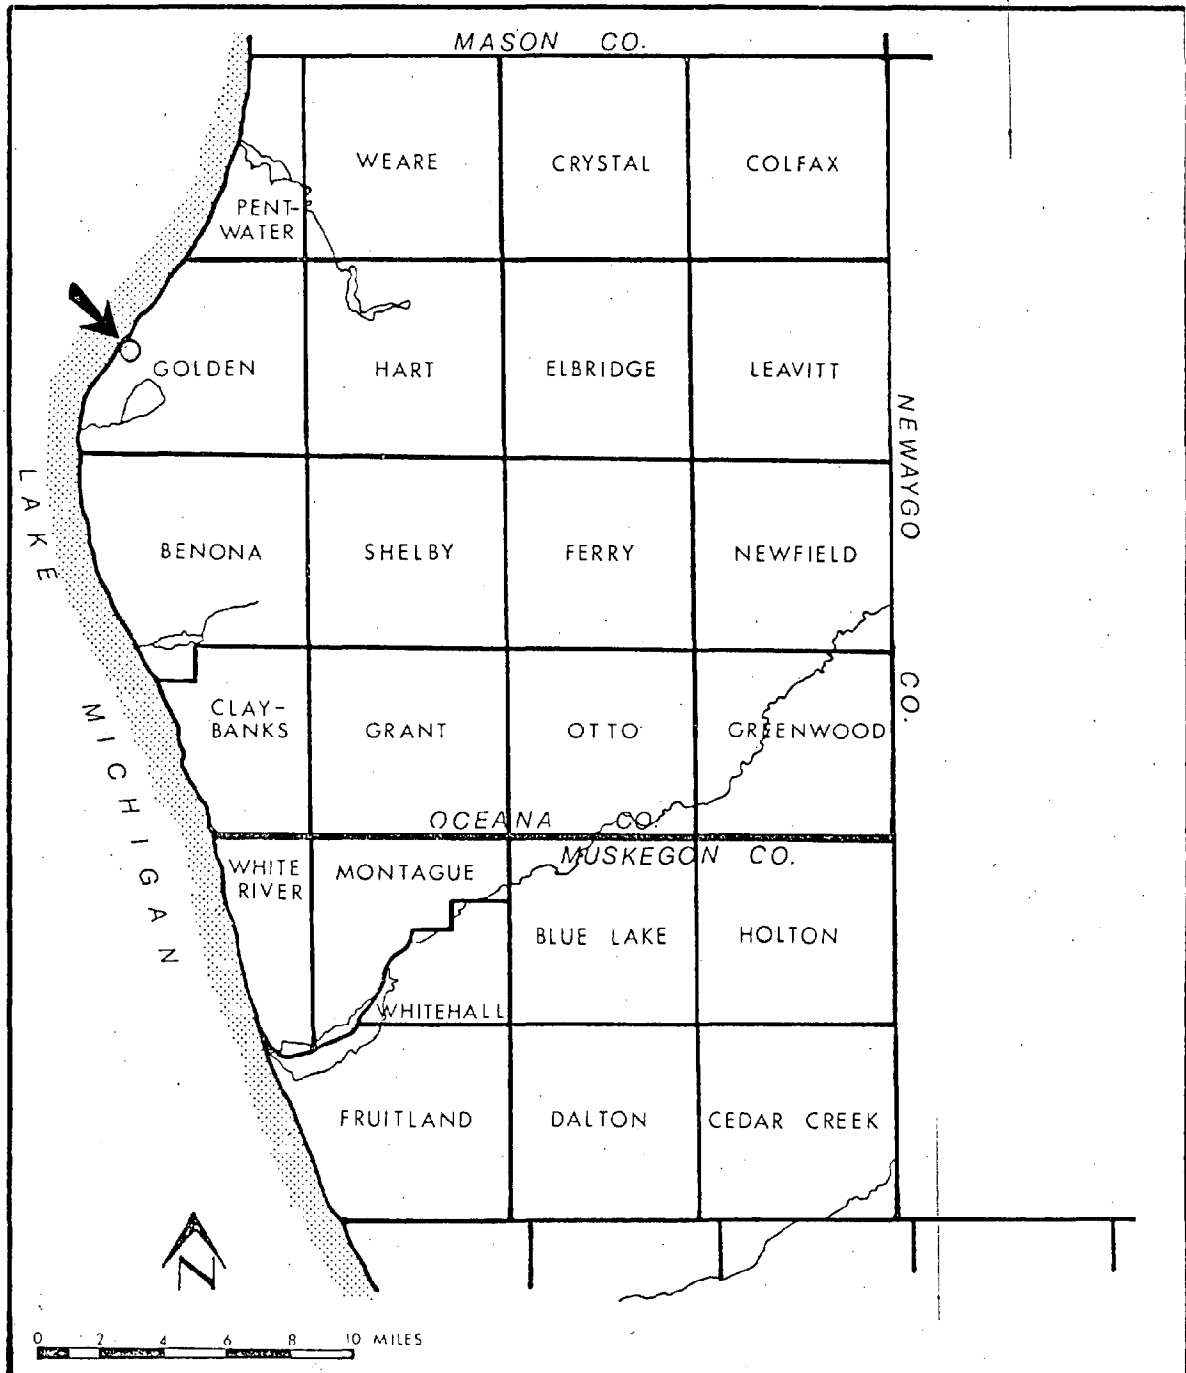 MASON CO.
WEARE CRYSTAL COLFAX
PENT-
WATER
GOLDEN HART ELBRIDGE LEAVITT
NEWAYGO CO.
LAKE MICHIGAN
BENONA SHELBY FERRY NEWFIELD
CLAY-
BANKS
GRANT OTTO GREENWOOD
OCEANA CO.
MUSKEGON CO.
WHITE
RIVER
MONTAGUE
BLUE LAKE HOLTON
WHITEHALL
FRUITLAND DALTON CEDAR CREEK
N
0 2 4 6 8 10 MILES